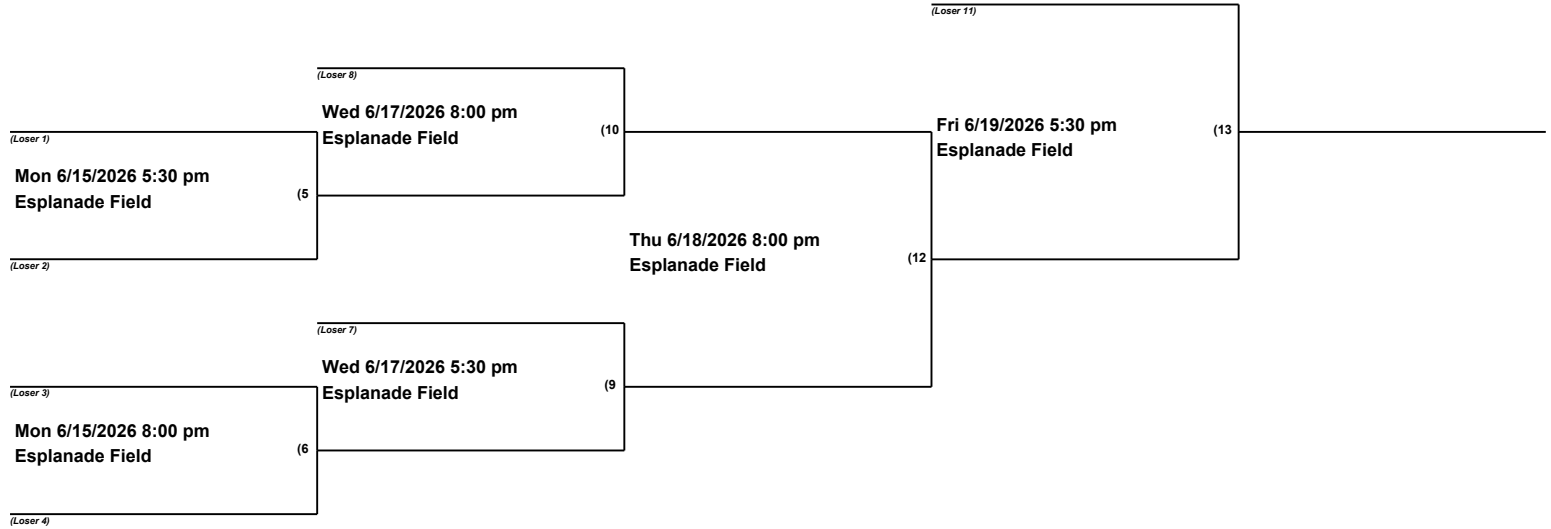 (Loser 11)
(Loser 8)
Wed 6/17/2026 8:00 pm
Esplanade Field
(10
Fri 6/19/2026 5:30 pm
Esplanade Field
(13
(Loser 1)
Mon 6/15/2026 5:30 pm
Esplanade Field
(5
(Loser 2)
Thu 6/18/2026 8:00 pm
Esplanade Field
(12
(Loser 7)
Wed 6/17/2026 5:30 pm
Esplanade Field
(9
(Loser 3)
Mon 6/15/2026 8:00 pm
Esplanade Field
(6
(Loser 4)